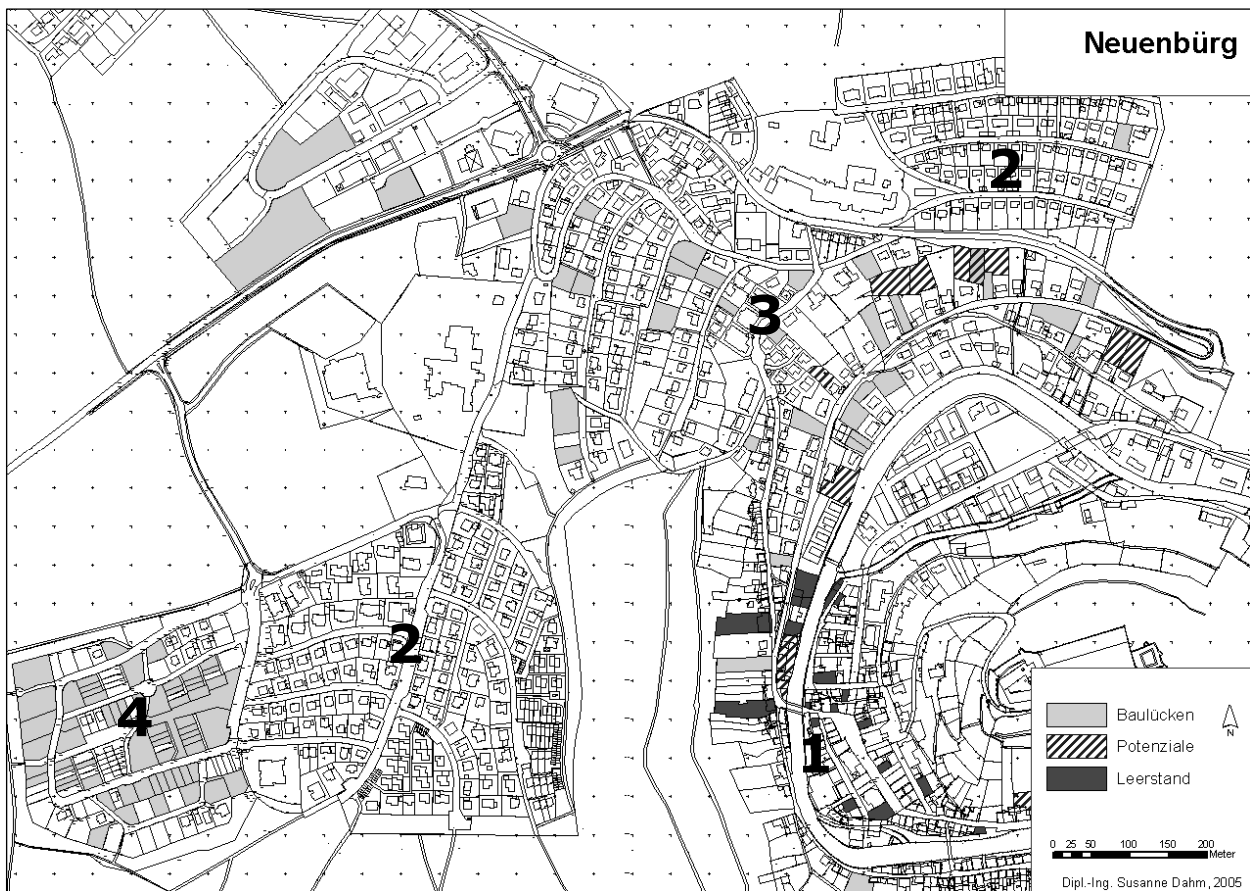 Neuenbürg
2
3
2
4
1
Baulücken
N
Potenziale
Leerstand
0 25 50 100 150 200
Meter
Dipl.-Ing. Susanne Dahm, 2005